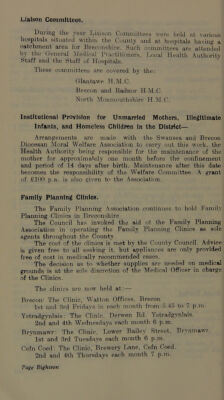 Liaison Committees.
During the year Liaison Committees were held at various
hospitals situated within the County and at hospitals having a
catchment area for Breconshire. Such committees are attended
by the General Medical Practitioners, Local Health Authority
Staff and the Staff of Hospitals.
These committees are covered by the:
Glantawe H.M.C.
Brecon and Radnor H.M.C.
North Monmouthshire H.M.C.
Institutional Provision for Unmarried Mothers, Illegitimate
Infants, and Homeless Children in the District—
Arrangements are made with the Swansea and Brecon
Diocesan Moral Welfare Association to carry out this work, the
Health Authority being responsible for the maintenance of the
mother for approximately one month before the confinement
and period of 14 days after birth. Maintenance after this date
becomes the responsibility of the Welfare Committee. A grant
of £100 p.a. is also given to the Association.
Family Planning Clinics.
The Family Planning Association continues to hold Family
Planning Clinics in Breconshire.
The Council has invited the aid of the Family Planning
Association in operating the Family Planning Clinics as sole
agents throughout the County.
The cost of the clinics is met by the County Council. Advice
is given free to all seeking it, but appliances are only provided
free of cost in medically recommended cases.
The decision as to whether supplies are needed on medical
grounds is at the sole discretion of the Medical Officer in charge
of the Clinics.
The clinics are now held at:—
Brecon: The Clinic, Watton Offices, Brecon
1st and 3rd Fridays in each month from 5.45 to 7 p.m.
Ystradgynlais: The Clinic, Derwen Rd. Ystradgynlais.
2nd and 4th Wednesdays each month 6 p.m.
Brynmawr: The Clinic, Lower Bailey Street, Brynmawr.
1st and 3rd Tuesdays each month 6 p.m.
Cefn Coed: The Clinic, Brewery Lane, Cefn Coed.
2nd and 4th Thursdays each month 7 p.m.
Page Eighteen